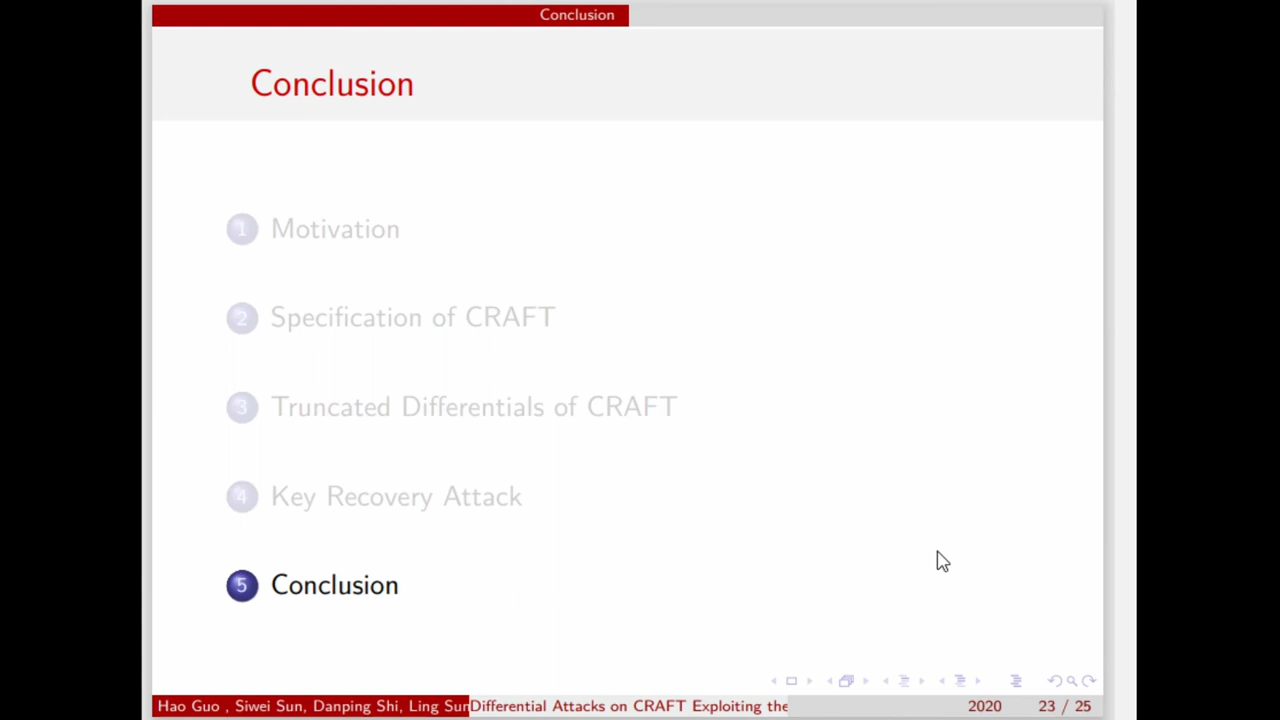 Conclusion
Conclusion
1 Motivation
2 Specification of CRAFT
3 Truncated Differentials of CRAFT
4 Key Recovery Attack
5 Conclusion
Hao Guo , Siwei Sun, Danping Shi, Ling Sun Differential Attacks on CRAFT Exploiting the 2020 23 / 25